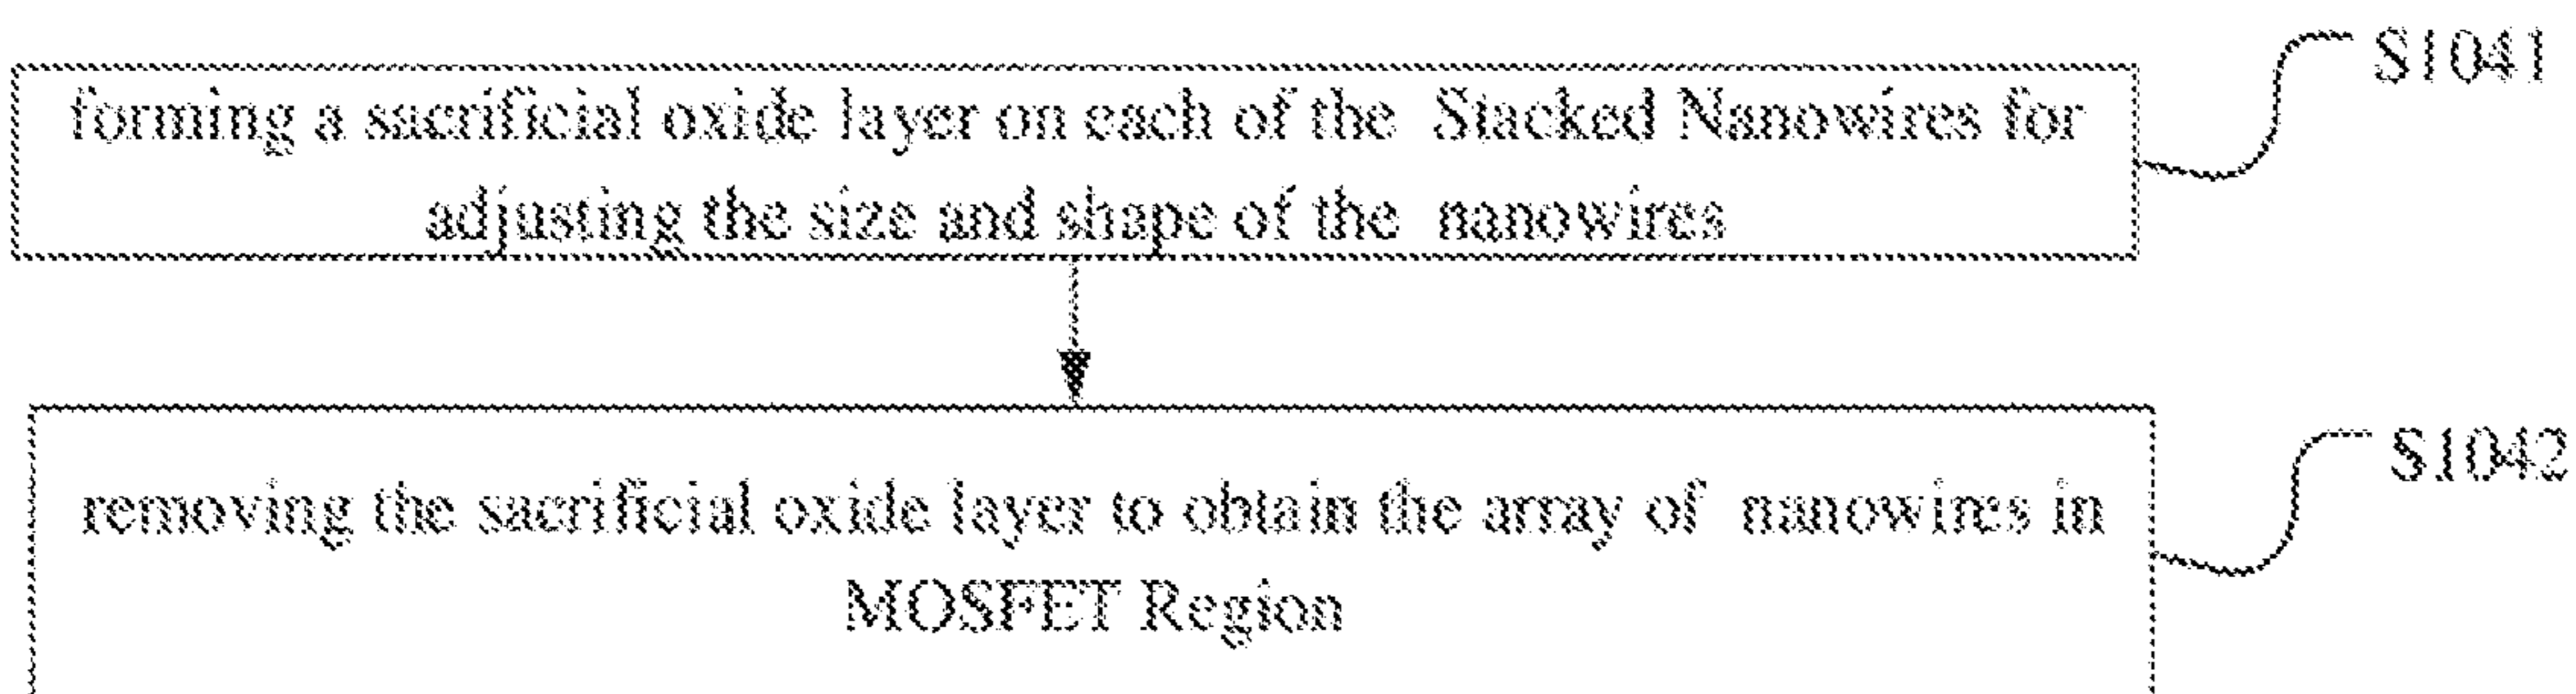 S1041
forming a sacrificial oxide layer on each of the Stacked Nanowires for
adjusting the size and shape of the nanowires
S1042
removing the sacrificial oxide layer to obtain the array of nanowires in
MOSFET Region